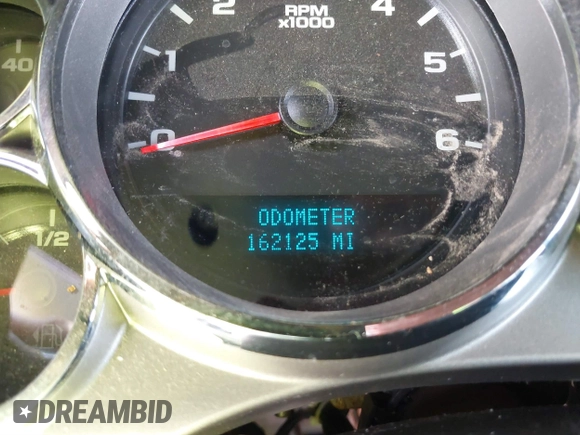 2
4
RPM
x1000
40
1
5
0
6
1/2
ODOMETER
162125 MI
DREAMBID